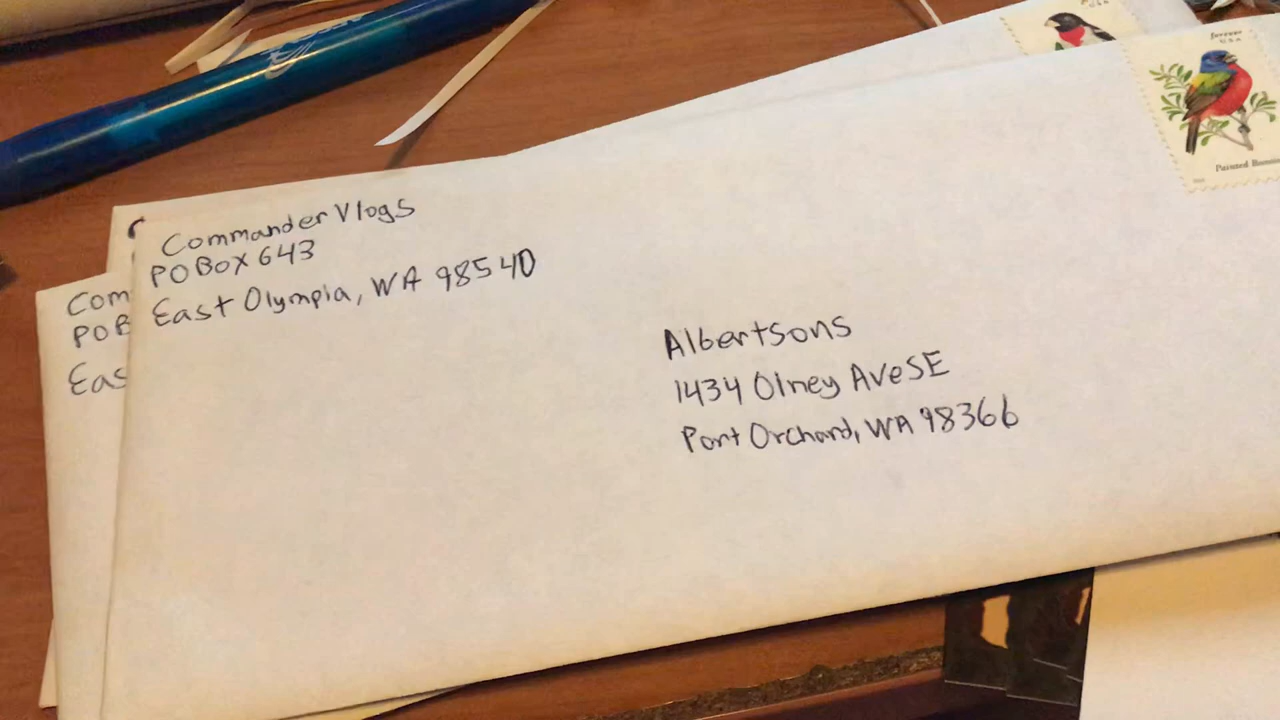 Commander Vlogs
PO BOX 643
East Olympia, WA 98540
Albertsons
1434 Olney Ave SE
Port Orchard, WA 98366
Com
POB
Eas
forever
USA
Painted
USA